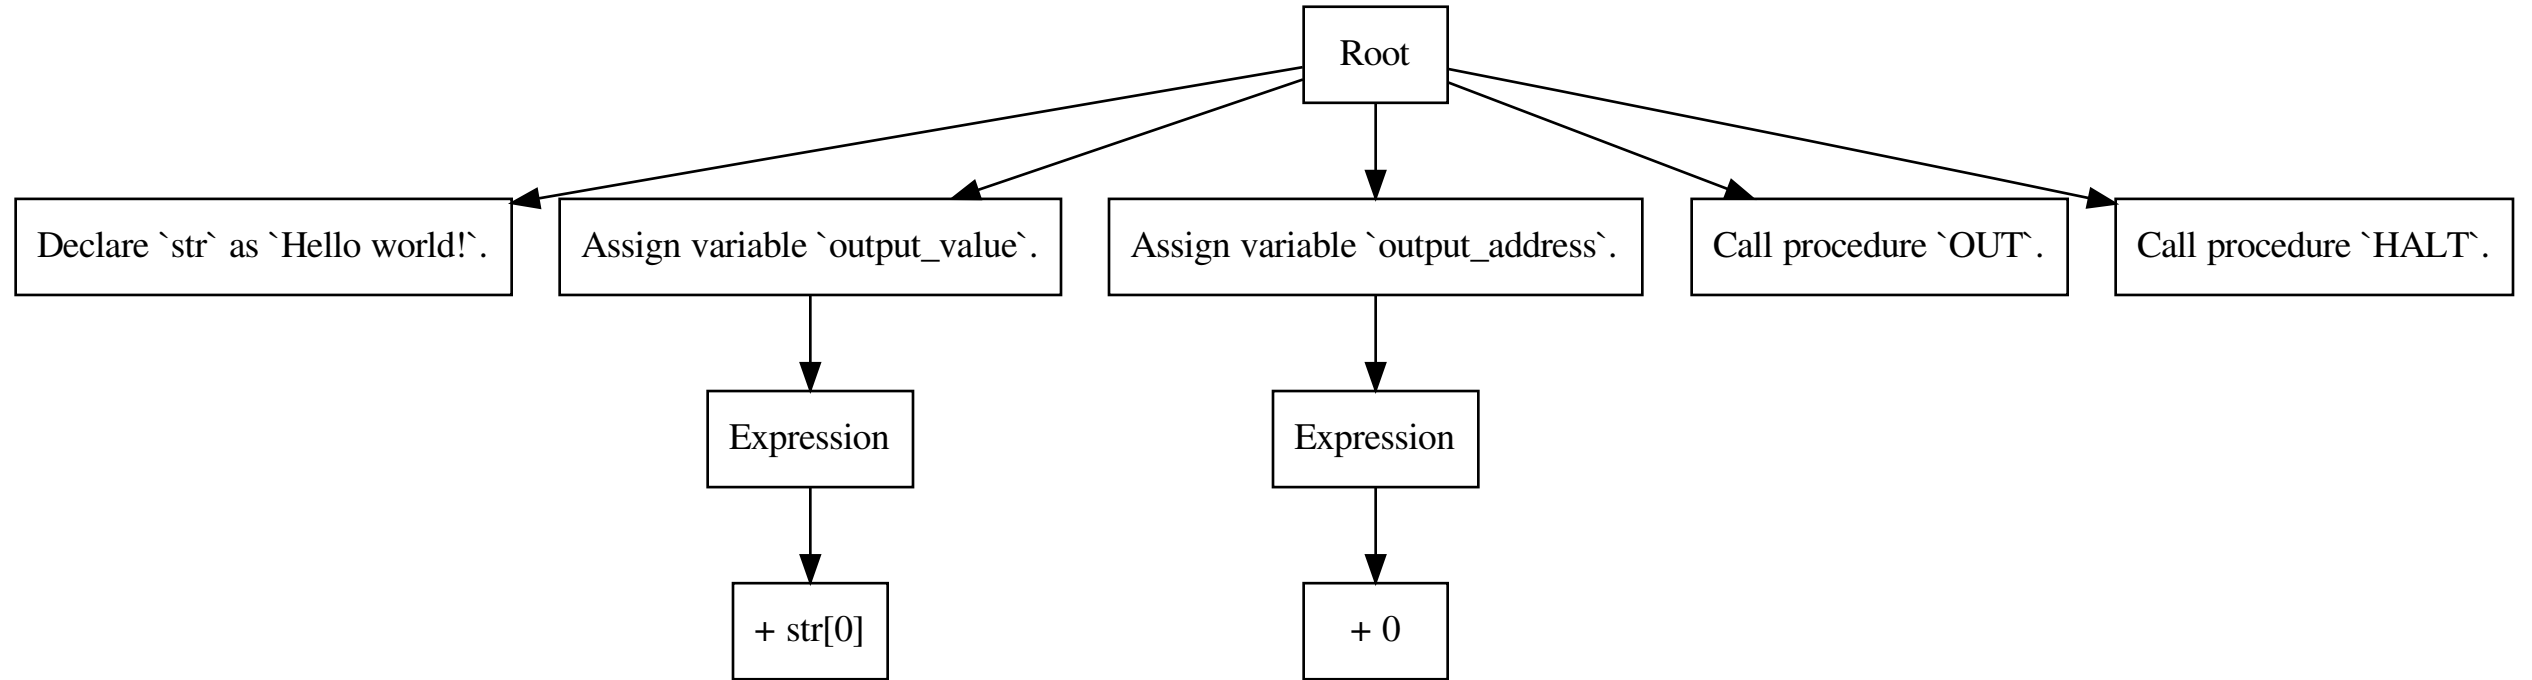 Root
Declare `str` as `Hello world!`.
Assign variable `output_value`.
Assign variable `output_address`.
Call procedure `OUT`.
Call procedure `HALT`.
Expression
Expression
+ str[0]
+ 0